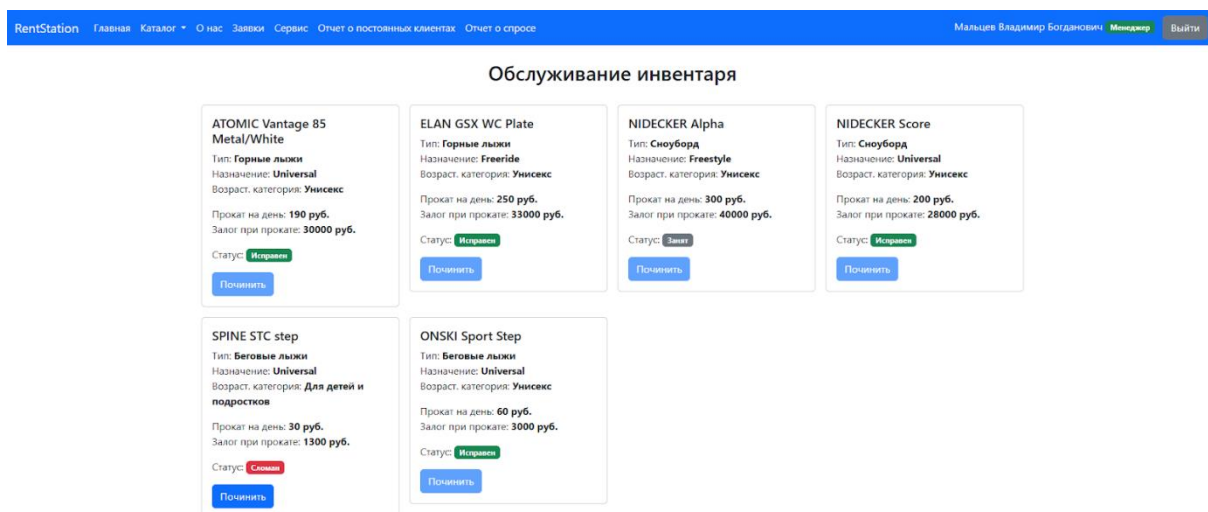 RentStation Главная Каталог О нас Заявки Сервис Отчет о постоянных клиентах Отчет о спросе Мальцев Владимир Богданович Менеджер Выйти
Обслуживание инвентаря
ATOMIC Vantage 85
Metal/White
Тип: Горные лыжи
Назначение: Universal
Возраст. категория: Унисекс
Прокат на день: 190 руб.
Залог при прокате: 30000 руб.
Статус: Исправен
Починить
ELAN GSX WC Plate
Тип: Горные лыжи
Назначение: Freeride
Возраст. категория: Унисекс
Прокат на день: 250 руб.
Залог при прокате: 33000 руб.
Статус: Исправен
Починить
NIDECKER Alpha
Тип: Сноуборд
Назначение: Freestyle
Возраст. категория: Унисекс
Прокат на день: 300 руб.
Залог при прокате: 40000 руб.
Статус: Занят
Починить
NIDECKER Score
Тип: Сноуборд
Назначение: Universal
Возраст. категория: Унисекс
Прокат на день: 200 руб.
Залог при прокате: 28000 руб.
Статус: Исправен
Починить
SPINE STC step
Тип: Беговые лыжи
Назначение: Universal
Возраст. категория: Для детей и
подростков
Прокат на день: 30 руб.
Залог при прокате: 1300 руб.
Статус: Сломан
Починить
ONSKI Sport Step
Тип: Беговые лыжи
Назначение: Universal
Возраст. категория: Унисекс
Прокат на день: 60 руб.
Залог при прокате: 3000 руб.
Статус: Исправен
Починить